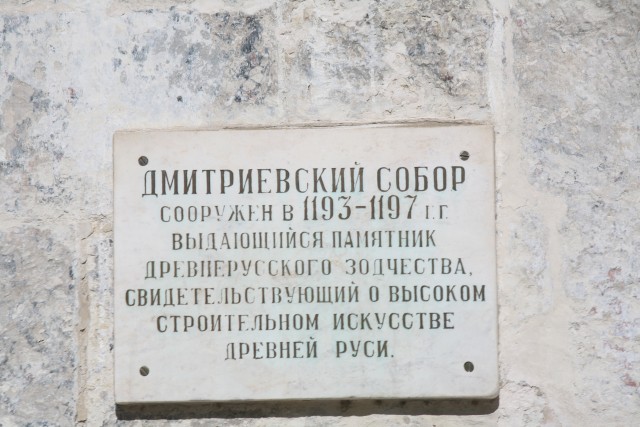 ДМИТРИЕВСКИЙ СОБОР
СООРУЖЕН В 1193-1197 Г.Г.
ВЫДАЮЩИЙСЯ ПАМЯТНИК
ДРЕВНЕРУССКОГО ЗОДЧЕСТВА,
СВИДЕТЕЛЬСТВУЮЩИЙ О ВЫСОКОМ
СТРОИТЕЛЬНОМ ИСКУССТВЕ
ДРЕВНЕЙ РУСИ.